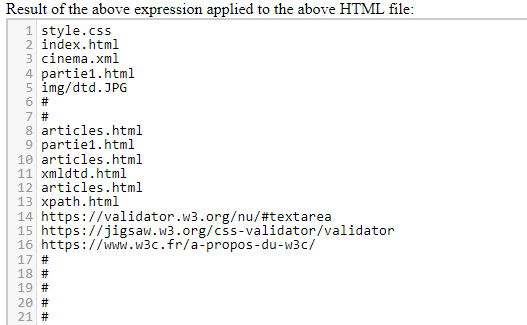 Result of the above expression applied to the above HTML file:
1 style.css
2 index.html
3 cinema.xml
4 partie1.html
5 img/dtd.JPG
6 #
7 #
8 articles.html
9 partie1.html
10 articles.html
11 xmldtd.html
12 articles.html
13 xpath.html
14 https://validator.w3.org/nu/#textarea
15 https://jigsaw.w3.org/css-validator/validator
16 https://www.w3c.fr/a-propos-du-w3c/
17 #
18 #
19 #
20 #
21 #